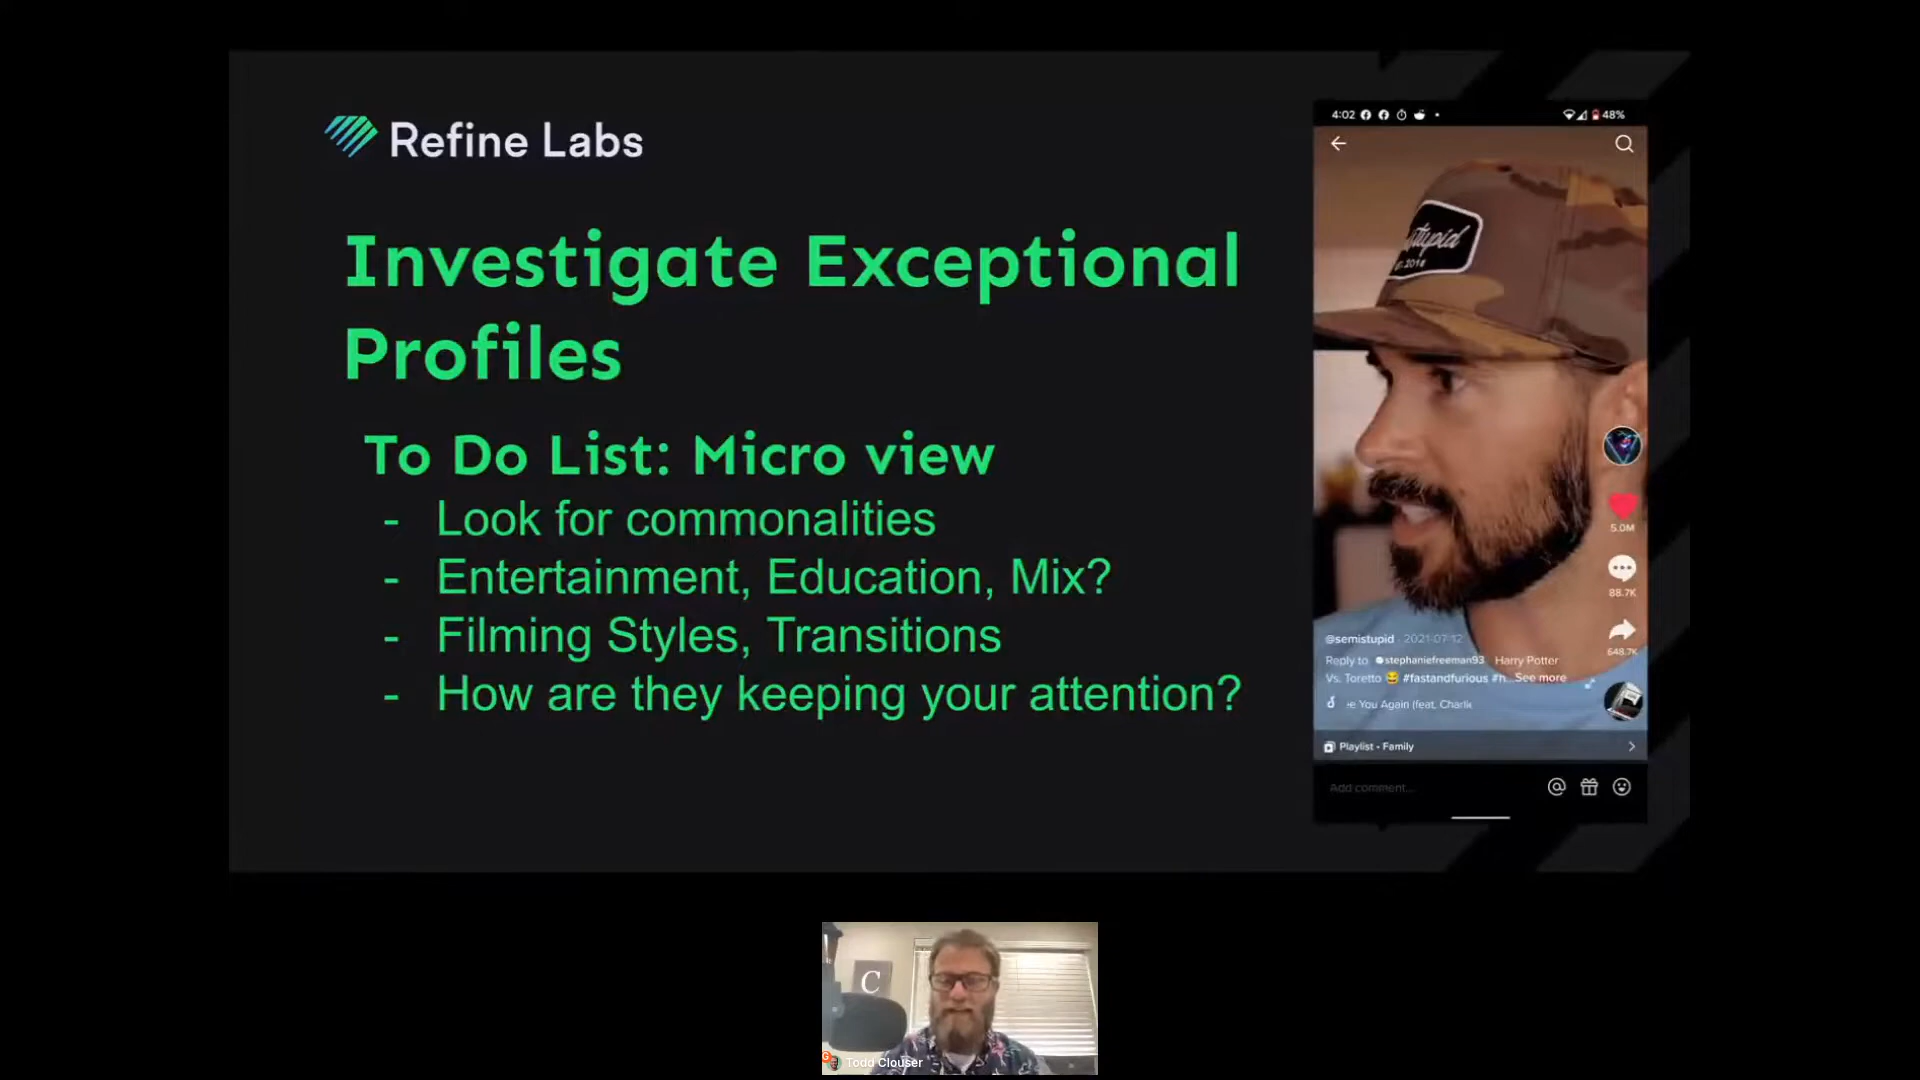 Refine Labs
Investigate Exceptional
Profiles
To Do List: Micro view
- Look for commonalities
- Entertainment, Education, Mix?
- Filming Styles, Transitions
- How are they keeping your attention?
4:02
48%
stupid
.2018
5.0M
88.7K
648.7K
@semistupid · 2021-07-12
Reply to stephaniefreeman93 Harry Potter
Vs. Toretto 😂 #fastandfurious #h...See more
e You Again (feat. Charlie
Playlist • Family
Add comment...
C
Todd Clouser